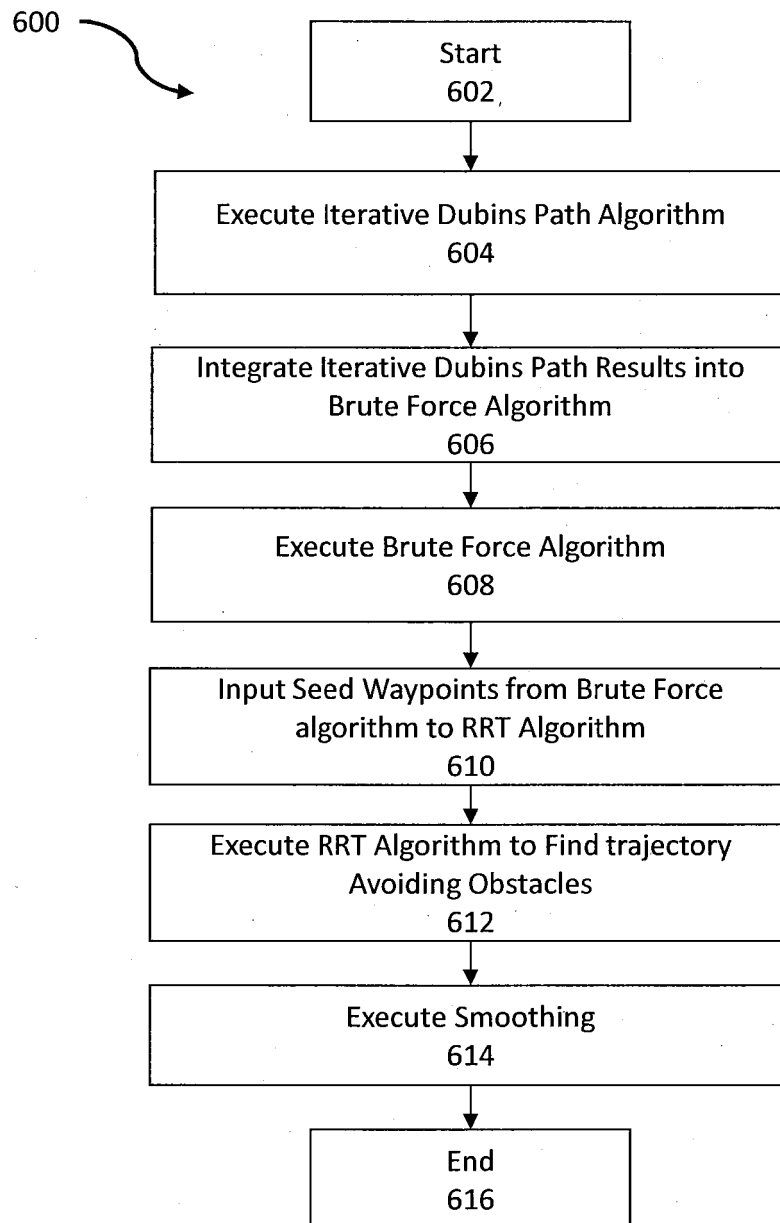 600
Start
602
Execute Iterative Dubins Path Algorithm
604
Integrate Iterative Dubins Path Results into
Brute Force Algorithm
606
Execute Brute Force Algorithm
608
Input Seed Waypoints from Brute Force
algorithm to RRT Algorithm
610
Execute RRT Algorithm to Find trajectory
Avoiding Obstacles
612
Execute Smoothing
614
End
616